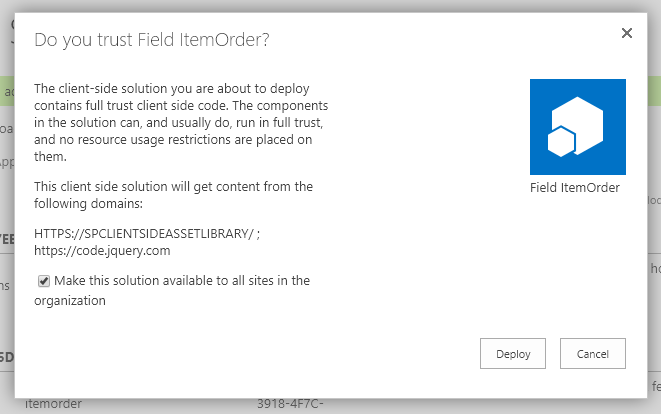 Do you trust Field ItemOrder?
The client-side solution you are about to deploy
contains full trust client side code. The components
in the solution can, and usually do, run in full trust,
and no resource usage restrictions are placed on
them.
Field ItemOrder
This client side solution will get content from the
following domains:
HTTPS://SPCLIENTSIDEASSETLIBRARY/ ;
https://code.jquery.com
Make this solution available to all sites in the
organization
Deploy
Cancel
itemorder
3918-4F7C-